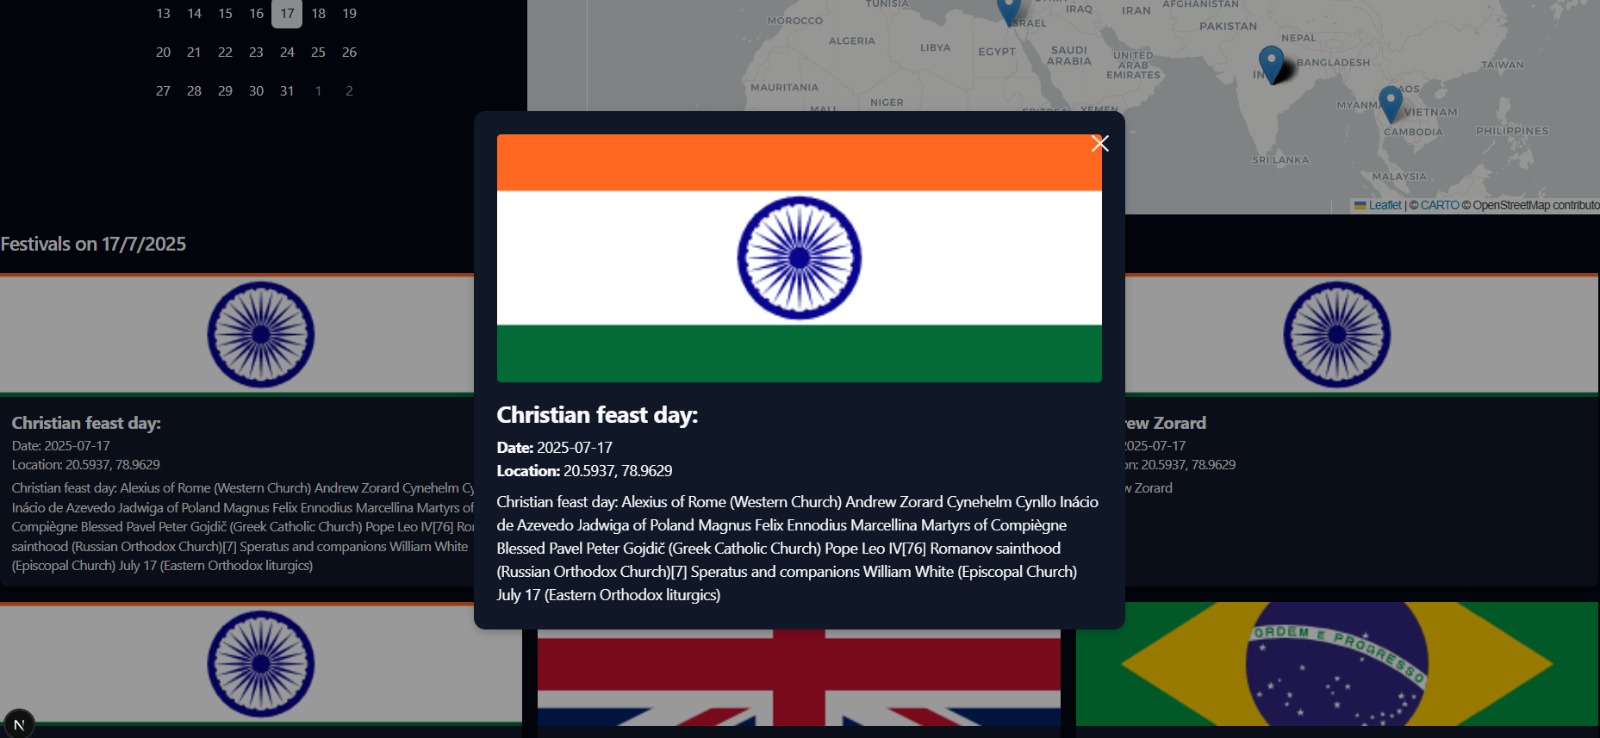 13 14 15 16 17 18 19
20 21 22 23 24 25 26
27 28 29 30 31 1 2
TUNISIA
MOROCCO
ISRAEL
IRAQ
IRAN
AFGHANISTAN
PAKISTAN
ALGERIA
LIBYA
EGYPT
SAUDI
ARABIA
UNITED
ARAB
EMIRATES
NEPAL
BANGLADESH
TAIWAN
MAURITANIA
MALI
NIGER
ERITREA
YEMEN
VIETNAM
CAMBODIA
PHILIPPINES
SRI LANKA
MALAYSIA
Leaflet | © CARTO © OpenStreetMap contributo
Festivals on 17/7/2025
Christian feast day:
Date: 2025-07-17
Location: 20.5937, 78.9629
Christian feast day: Alexius of Rome (Western Church) Andrew Zorard Cynehelm Cy
Inácio de Azevedo Jadwiga of Poland Magnus Felix Ennodius Marcellina Martyrs of
Compiègne Blessed Pavel Peter Gojdič (Greek Catholic Church) Pope Leo IV[76] Ro
sainthood (Russian Orthodox Church)[7] Speratus and companions William White
(Episcopal Church) July 17 (Eastern Orthodox liturgics)
Christian feast day:
Date: 2025-07-17
Location: 20.5937, 78.9629
Christian feast day: Alexius of Rome (Western Church) Andrew Zorard Cynehelm Cynllo Inácio
de Azevedo Jadwiga of Poland Magnus Felix Ennodius Marcellina Martyrs of Compiègne
Blessed Pavel Peter Gojdič (Greek Catholic Church) Pope Leo IV[76] Romanov sainthood
(Russian Orthodox Church)[7] Speratus and companions William White (Episcopal Church)
July 17 (Eastern Orthodox liturgics)
rew Zorard
2025-07-17
on: 20.5937, 78.9629
w Zorard
ORDEM E PROGRESSO
N